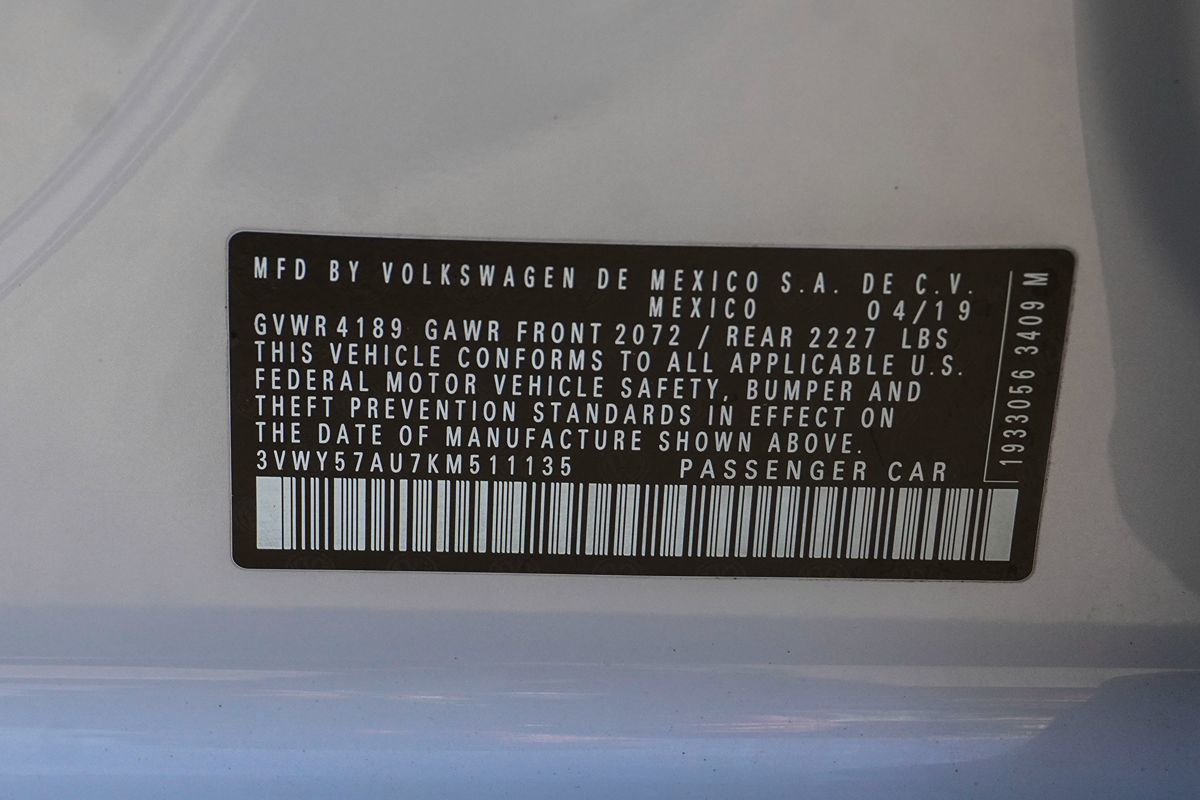 MFD BY VOLKSWAGEN DE MEXICO S.A. DE C.V.
MEXICO 04/19
GVWR 4189 GAWR FRONT 2072 / REAR 2227 LBS
THIS VEHICLE CONFORMS TO ALL APPLICABLE U.S.
FEDERAL MOTOR VEHICLE SAFETY, BUMPER AND
THEFT PREVENTION STANDARDS IN EFFECT ON
THE DATE OF MANUFACTURE SHOWN ABOVE.
3VWY57AU7KM511135 PASSENGER CAR
1933056 3409 M